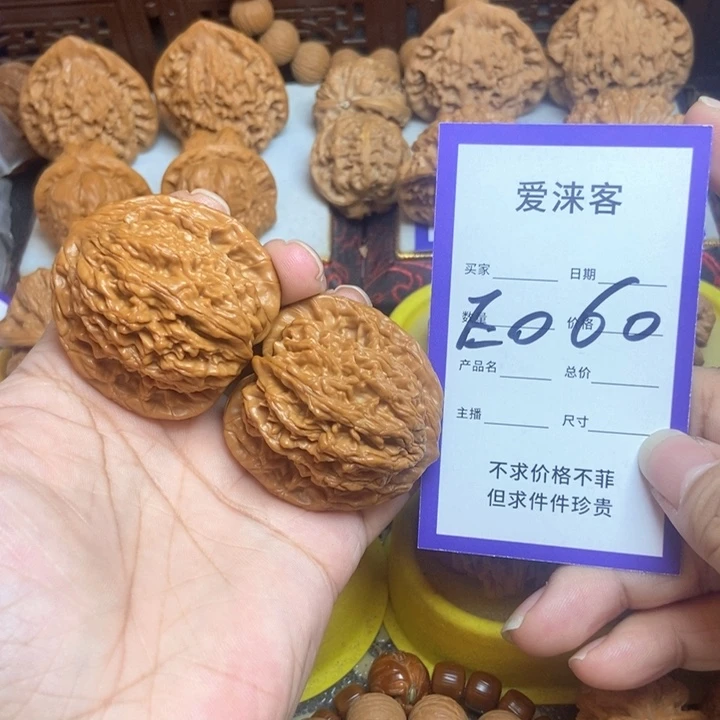 爱涞客
买家 日期
数量 价格
E060
产品名 总价
主播 尺寸
不求价格不菲
但求件件珍贵